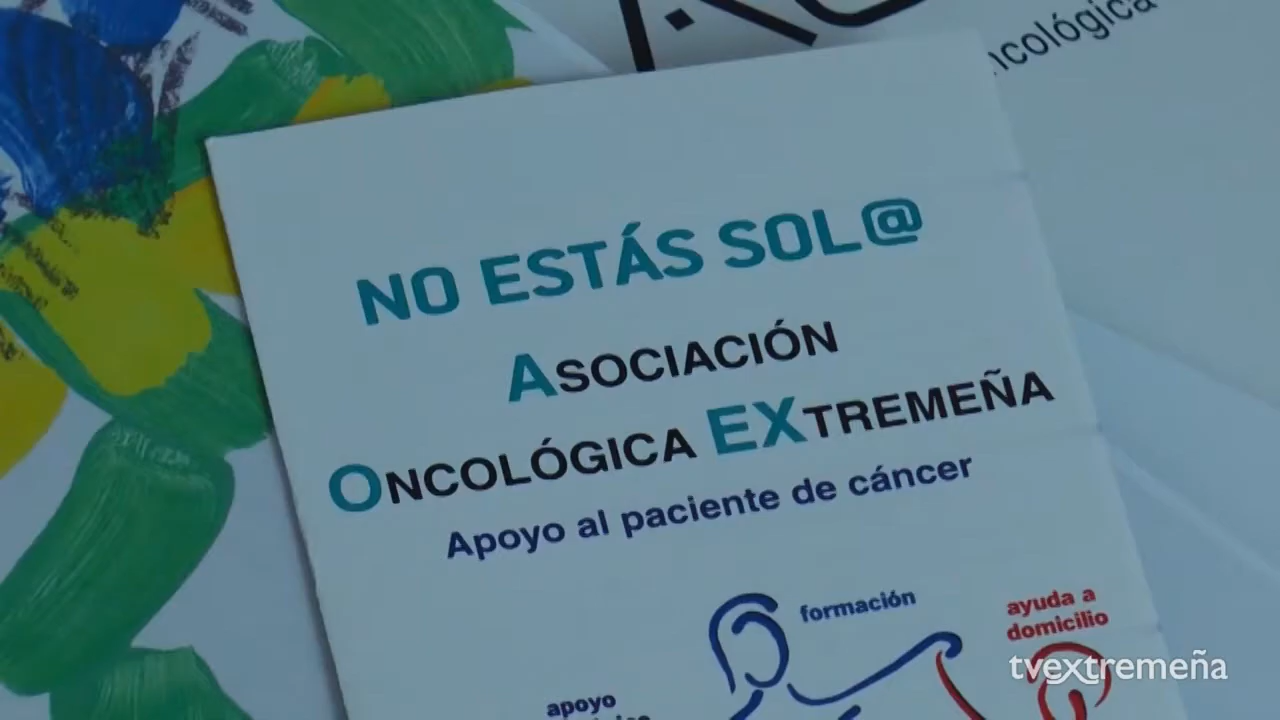 ncológica
NO ESTÁS SOL@
ASOCIACIÓN
ONCOLÓGICA EXTREMEÑA
Apoyo al paciente de cáncer
formación
ayuda a
domicilio
apoyo
tvextremeña